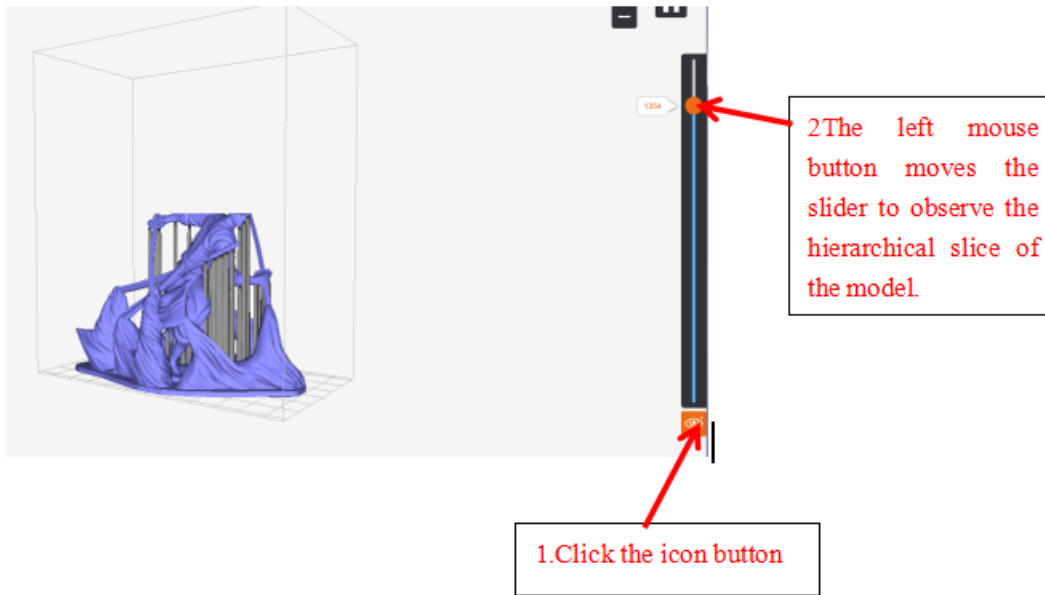 1354
2The left mouse
button moves the
slider to observe the
hierarchical slice of
the model.
1.Click the icon button